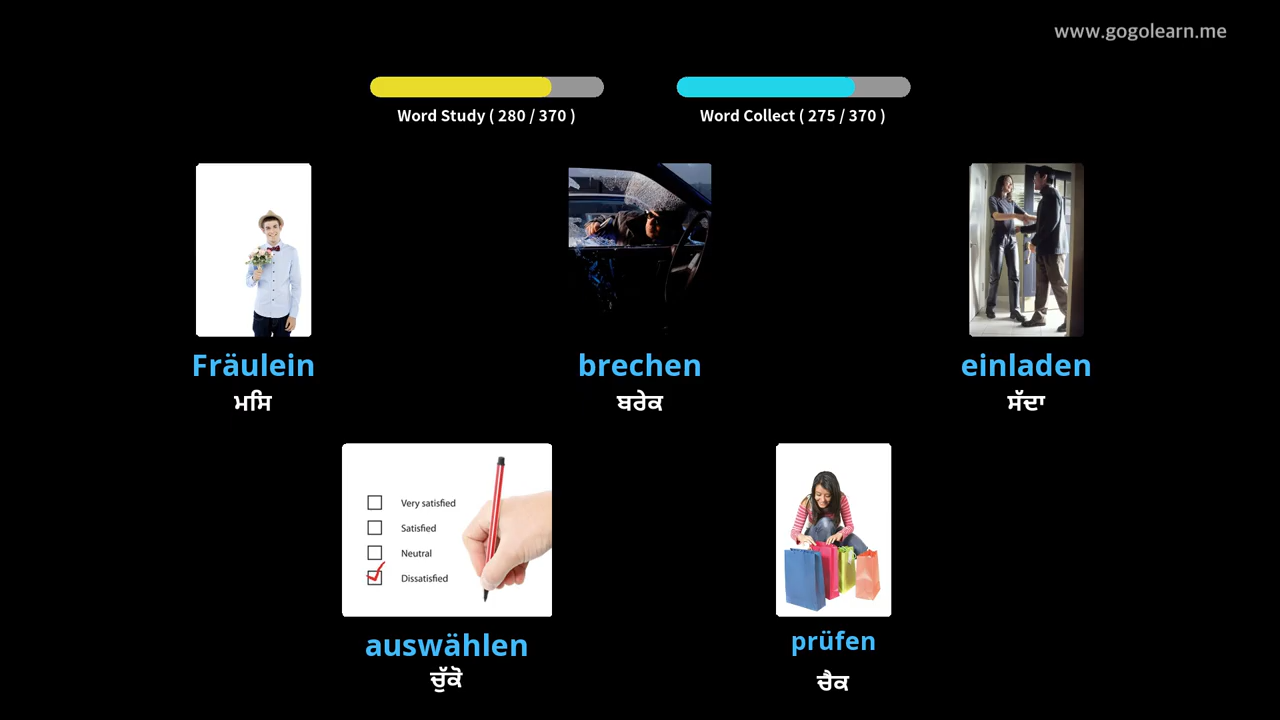 www.gogolearn.me
Word Study ( 280 / 370 )
Word Collect ( 275 / 370 )
Fräulein
ਮਸਿ
brechen
ਬਰੇਕ
einladen
ਸੱਦਾ
Very satisfied
Satisfied
Neutral
Dissatisfied
auswählen
ਚੁੱਕੋ
prüfen
ਚੈਕ